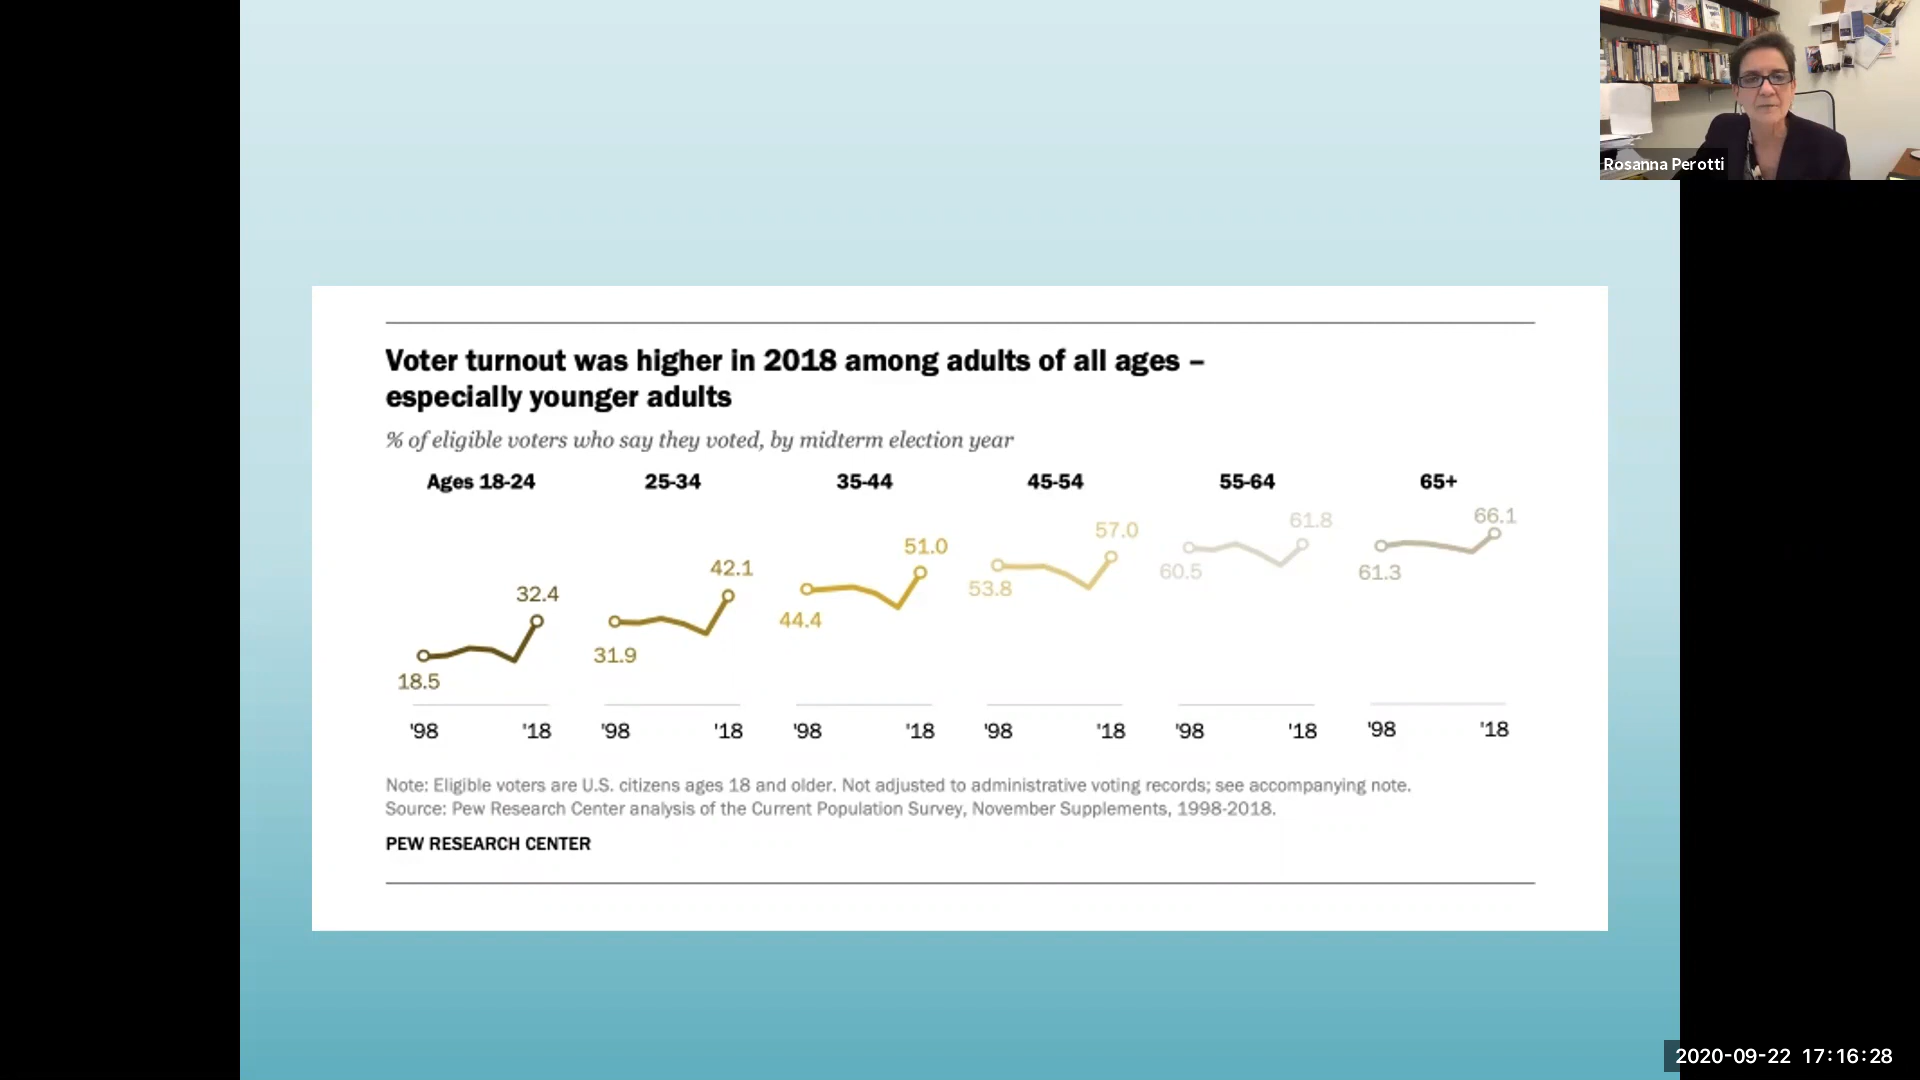 Rosanna Perotti
Voter turnout was higher in 2018 among adults of all ages –
especially younger adults
% of eligible voters who say they voted, by midterm election year
Ages 18-24 25-34 35-44 45-54 55-64 65+
18.5 32.4 31.9 42.1 44.4 51.0 53.8 57.0 60.5 61.8 61.3 66.1
'98 '18 '98 '18 '98 '18 '98 '18 '98 '18 '98 '18
Note: Eligible voters are U.S. citizens ages 18 and older. Not adjusted to administrative voting records; see accompanying note.
Source: Pew Research Center analysis of the Current Population Survey, November Supplements, 1998-2018.
PEW RESEARCH CENTER
2020-09-22 17:16:28